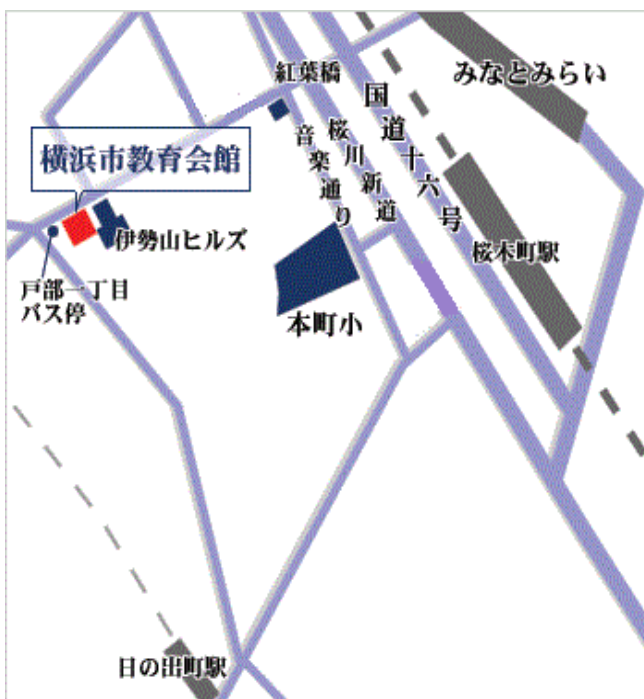 紅葉橋
みなとみらい
国道十六号
桜川新道
音楽通り
横浜市教育会館
伊勢山ヒルズ
桜木町駅
戸部一丁目
バス停
本町小
日の出町駅